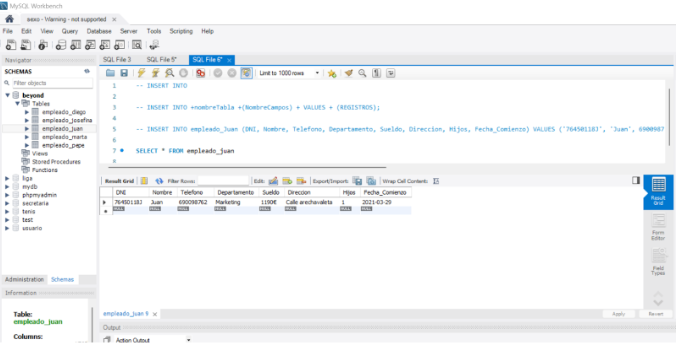 MySQL Workbench
aexo - Warning - not supported ×
File Edit View Query Database Server Tools Scripting Help
Navigator
SQL File 3 SQL File 5* SQL File 6* ×
SCHEMAS
Filter objects
Limit to 1000 rows
beyond
Tables
empleado_diego
empleado_josefina
empleado_juan
empleado_marta
empleado_pepe
Views
Stored Procedures
Functions
liga
mydb
phpmyadmin
secretaria
tenis
test
usuario
1 -- INSERT INTO
2
3 -- INSERT INTO +nombreTabla +(NombreCampos) + VALUES + (REGISTROS);
4
5 -- INSERT INTO empleado_Juan (DNI, Nombre, Telefono, Departamento, Sueldo, Direccion, Hijos, Fecha_Comienzo) VALUES ('76450118J', 'Juan', 6900987
6
7 SELECT * FROM empleado_juan
8
Result Grid Filter Rows: Edit: Export/Import: Wrap Cell Content:
DNI Nombre Telefono Departamento Sueldo Direccion Hijos Fecha_Comienzo
76450118J Juan 690098762 Marketing 1190€ Calle arechavaleta 1 2021-03-29
NULL NULL NULL NULL NULL NULL NULL NULL
Result Grid
Form Editor
Field Types
Administration Schemas
Information
Table: empleado_juan
Columns:
empleado_juan 9 ×
Apply Revert
Output
Action Output